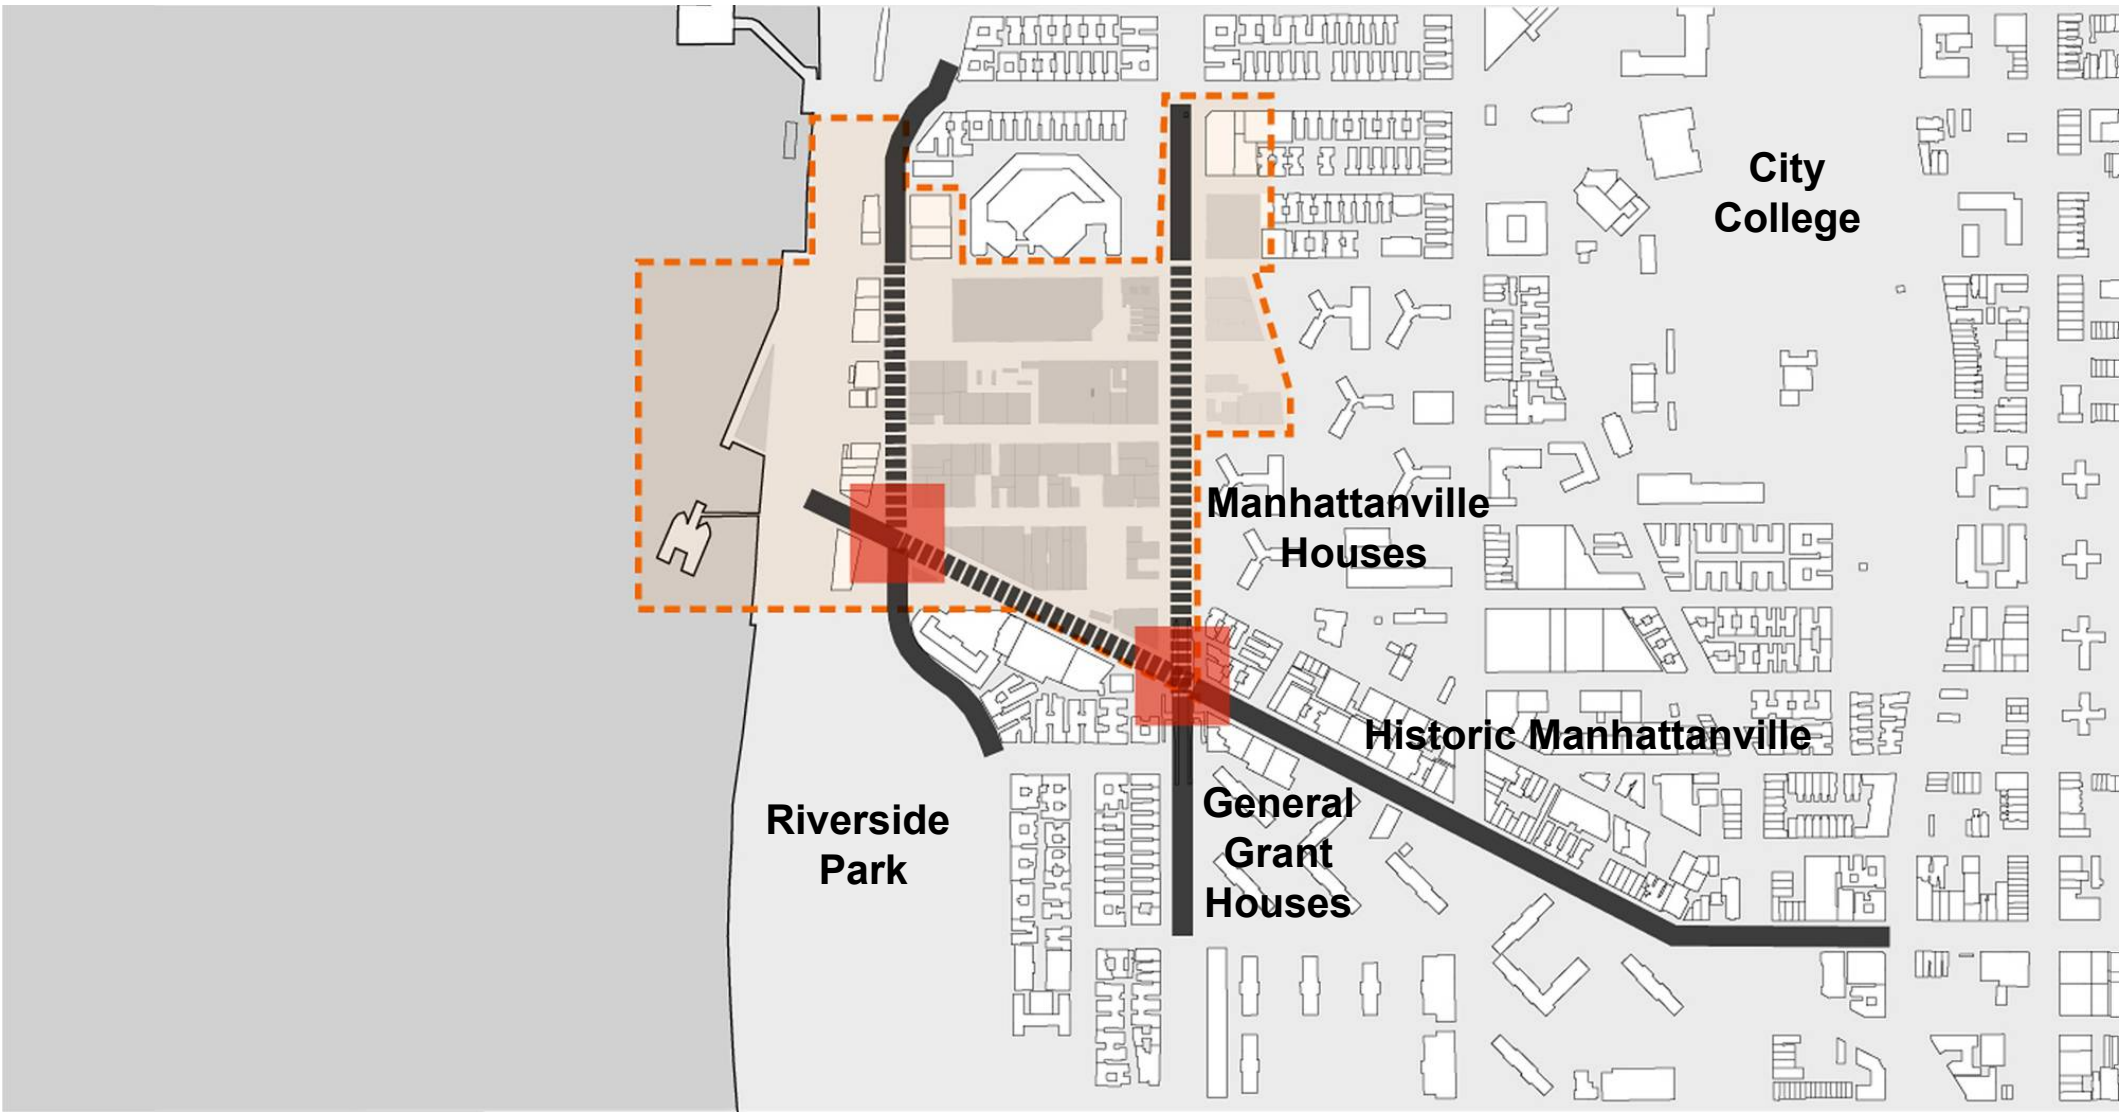 City
College
Manhattanville
Houses
Historic Manhattanville
Riverside
Park
General
Grant
Houses